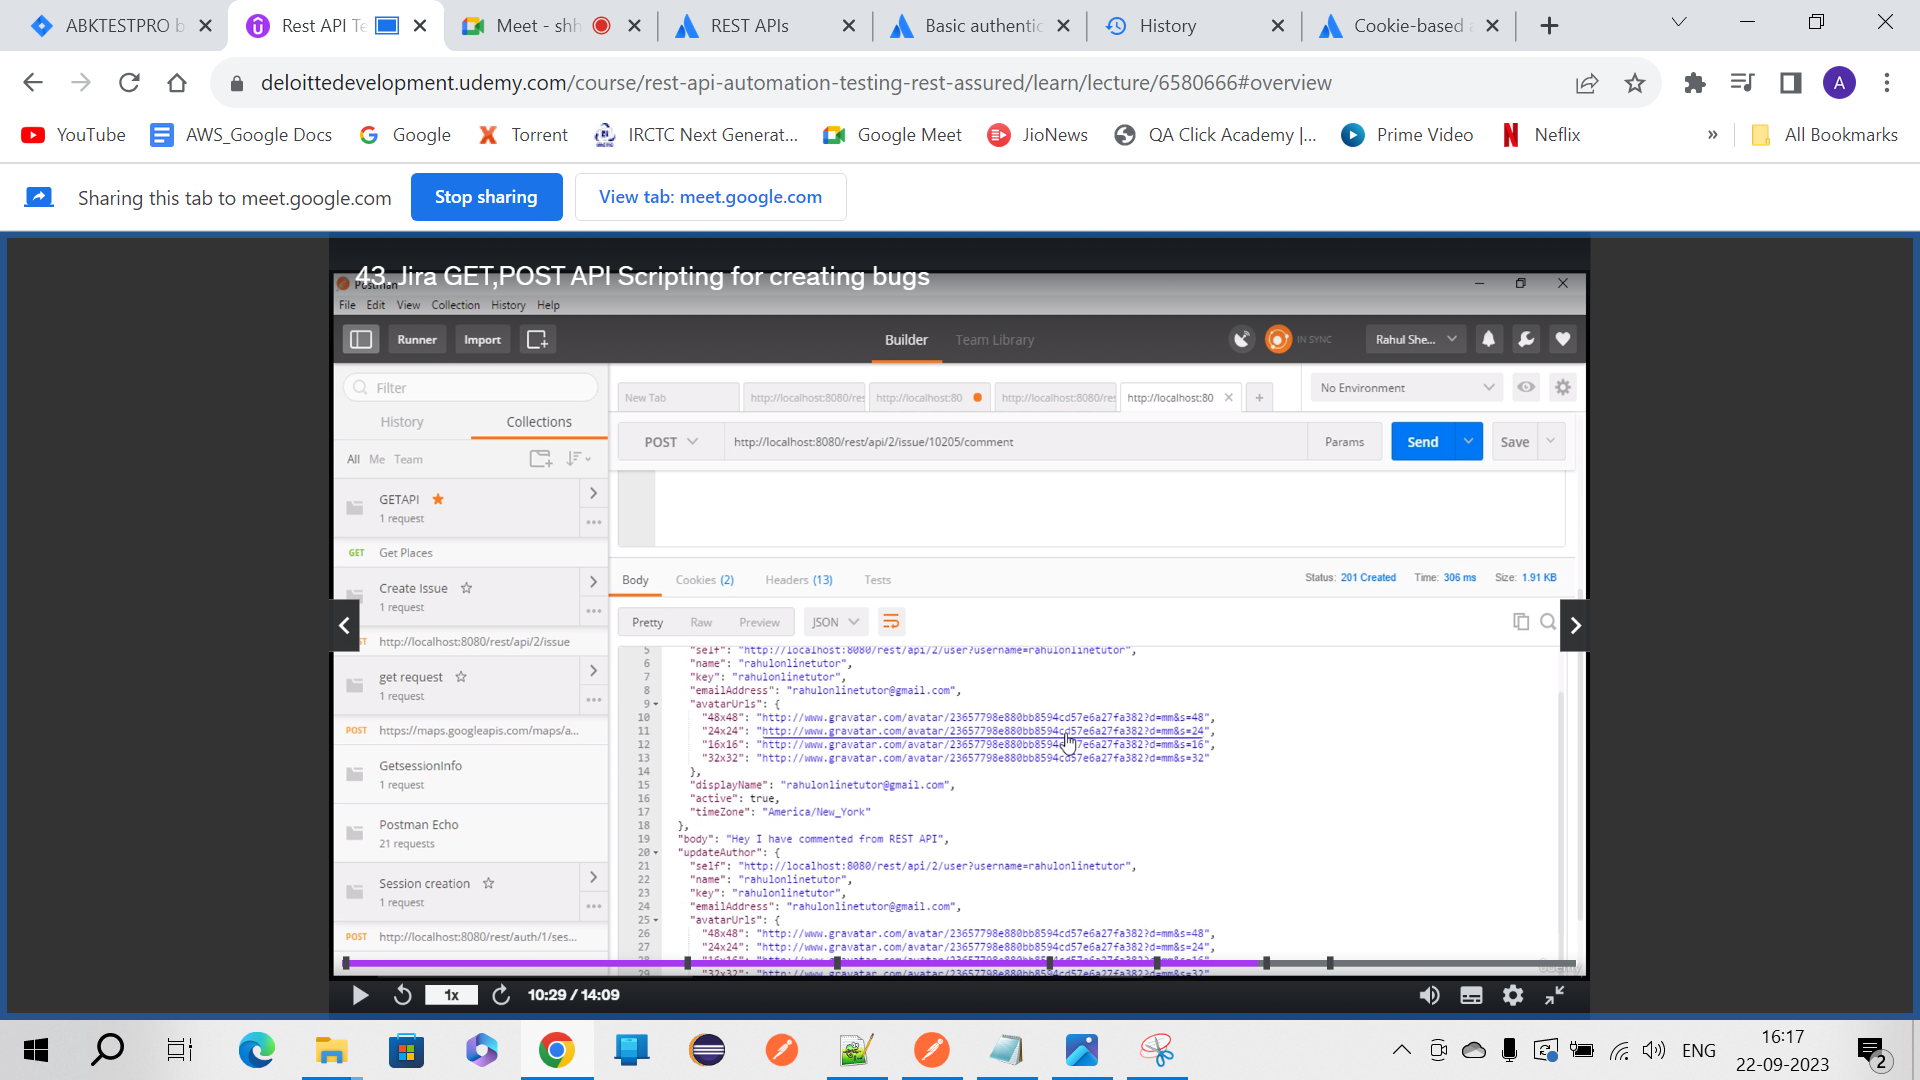 ABKTESTPRO b
Rest API Te
Meet - shh
REST APIs
Basic authentic
History
Cookie-based a
deloittedevelopment.udemy.com/course/rest-api-automation-testing-rest-assured/learn/lecture/6580666#overview
A
YouTube
AWS_Google Docs
Google
Torrent
IRCTC Next Generat...
Google Meet
JioNews
QA Click Academy |...
Prime Video
Neflix
»
All Bookmarks
Sharing this tab to meet.google.com
Stop sharing
View tab: meet.google.com
43. Jira GET,POST API Scripting for creating bugs
Postman
File Edit View Collection History Help
Runner
Import
Builder
Team Library
IN SYNC
Rahul She...
Filter
History
Collections
All Me Team
GETAPI
1 request
GET Get Places
Create Issue
1 request
http://localhost:8080/rest/api/2/issue
get request
1 request
POST https://maps.googleapis.com/maps/a...
GetsessionInfo
1 request
Postman Echo
21 requests
Session creation
1 request
POST http://localhost:8080/rest/auth/1/ses...
New Tab
http://localhost:8080/res
http://localhost:80
http://localhost:8080/res
http://localhost:80
No Environment
POST
http://localhost:8080/rest/api/2/issue/10205/comment
Params
Send
Save
Body
Cookies (2)
Headers (13)
Tests
Status: 201 Created
Time: 306 ms
Size: 1.91 KB
Pretty
Raw
Preview
JSON
5 "self": "http://localhost:8080/rest/api/2/user?username=rahulonlinetutor",
6 "name": "rahulonlinetutor",
7 "key": "rahulonlinetutor",
8 "emailAddress": "rahulonlinetutor@gmail.com",
9 "avatarUrls": {
10 "48x48": "http://www.gravatar.com/avatar/23657798e880bb8594cd57e6a27fa382?d=mm&s=48",
11 "24x24": "http://www.gravatar.com/avatar/23657798e880bb8594cd57e6a27fa382?d=mm&s=24",
12 "16x16": "http://www.gravatar.com/avatar/23657798e880bb8594cd57e6a27fa382?d=mm&s=16",
13 "32x32": "http://www.gravatar.com/avatar/23657798e880bb8594cd57e6a27fa382?d=mm&s=32"
14 },
15 "displayName": "rahulonlinetutor@gmail.com",
16 "active": true,
17 "timeZone": "America/New_York"
18 },
19 "body": "Hey I have commented from REST API",
20 "updateAuthor": {
21 "self": "http://localhost:8080/rest/api/2/user?username=rahulonlinetutor",
22 "name": "rahulonlinetutor",
23 "key": "rahulonlinetutor",
24 "emailAddress": "rahulonlinetutor@gmail.com",
25 "avatarUrls": {
26 "48x48": "http://www.gravatar.com/avatar/23657798e880bb8594cd57e6a27fa382?d=mm&s=48",
27 "24x24": "http://www.gravatar.com/avatar/23657798e880bb8594cd57e6a27fa382?d=mm&s=24",
1x
10:29 / 14:09
ENG
16:17
22-09-2023
2